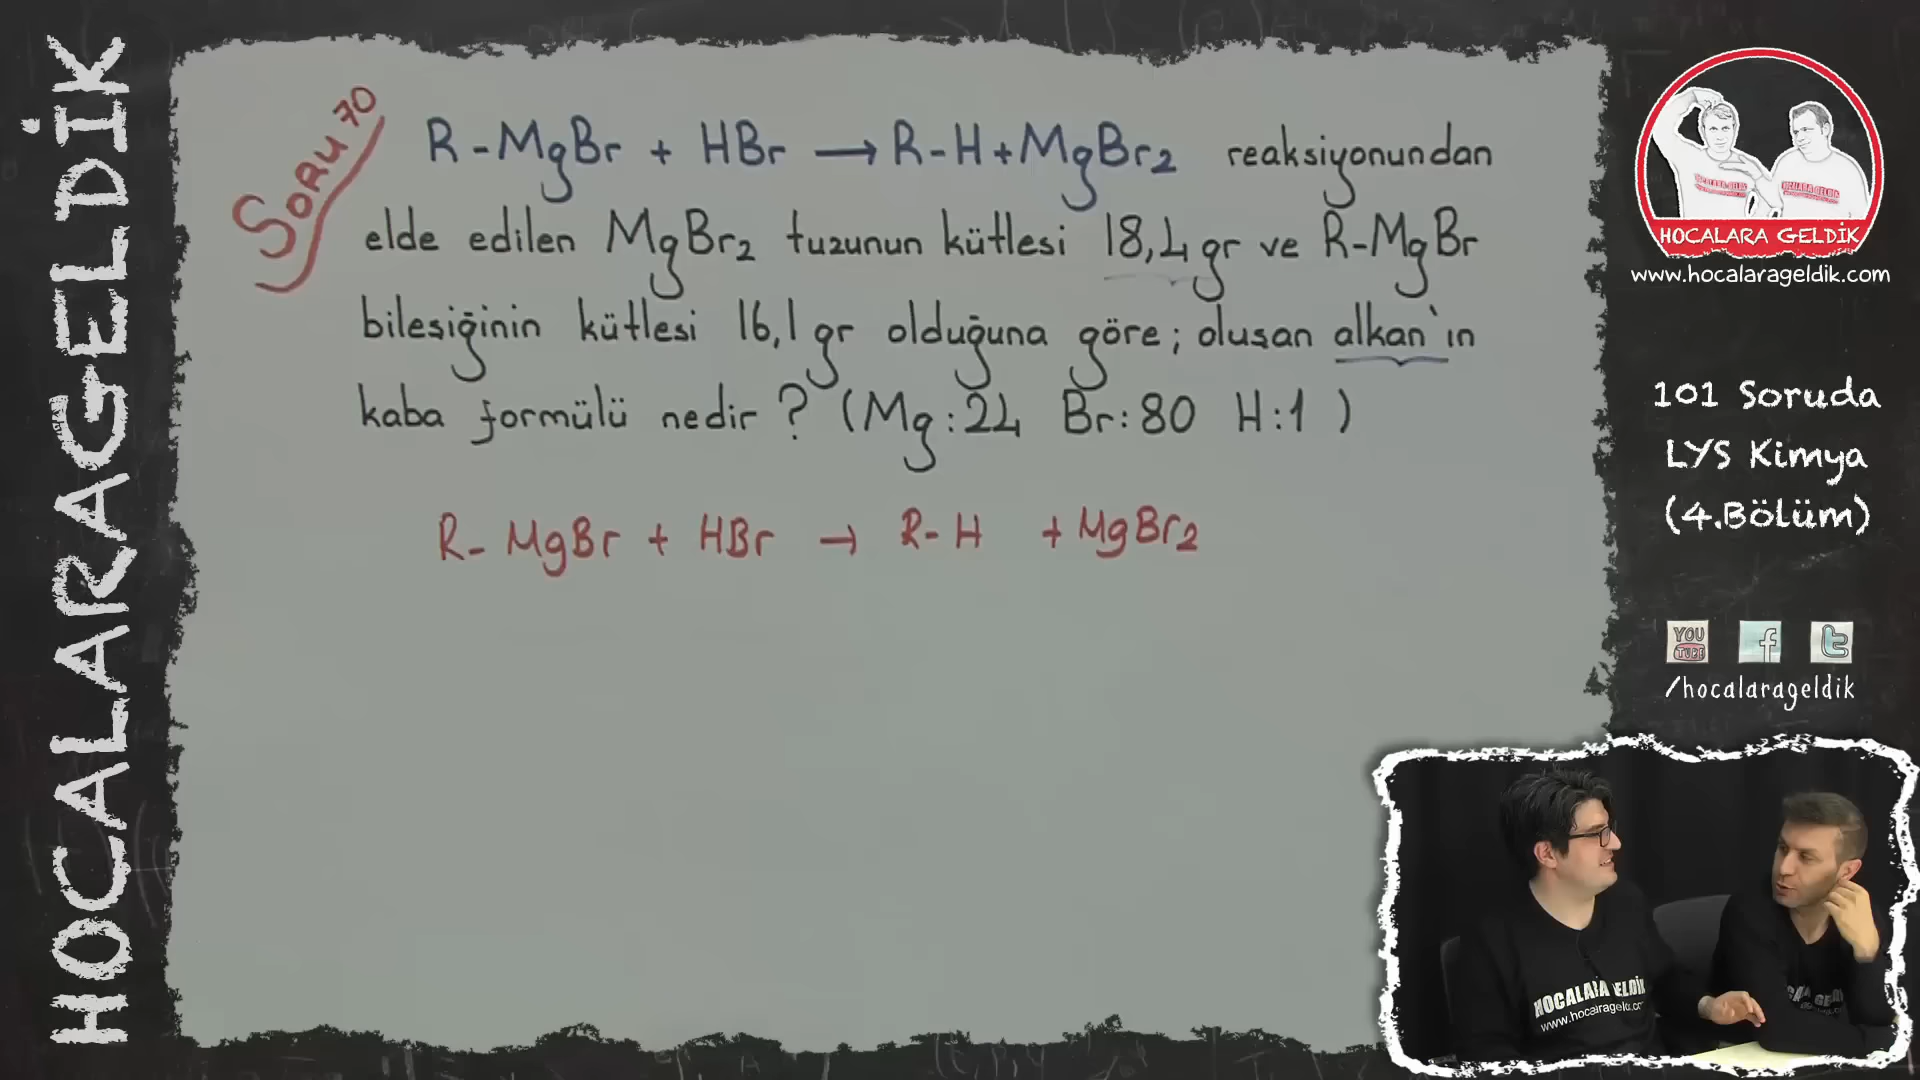 HOCALARAGELDİK
SORU 70
R-MgBr + HBr → R-H + MgBr₂ reaksiyonundan
elde edilen MgBr₂ tuzunun kütlesi 18,4 gr ve R-MgBr
bileşiğinin kütlesi 16,1 gr olduğuna göre; oluşan alkan'ın
kaba formülü nedir? (Mg:24 Br:80 H:1 )
R- MgBr + HBr → R-H + MgBr₂
HOCALARA GELDİK
www.hocalarageldik.com
101 Soruda
LYS Kimya
(4.Bölüm)
YOU
TUBE
/hocalarageldik